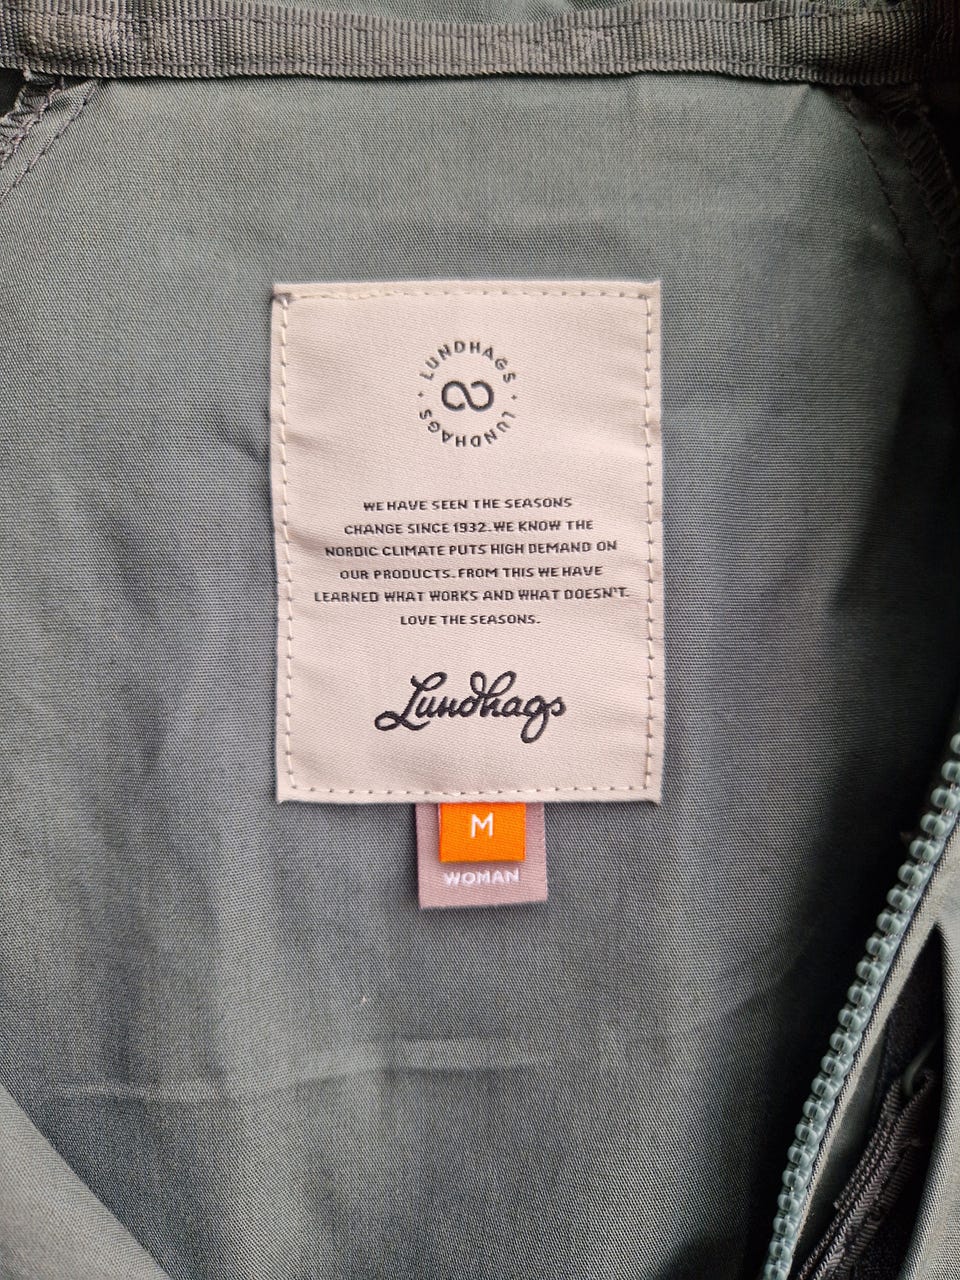 LUNDHAGS · LUNDHAGS ·
WE HAVE SEEN THE SEASONS
CHANGE SINCE 1932. WE KNOW THE
NORDIC CLIMATE PUTS HIGH DEMAND ON
OUR PRODUCTS. FROM THIS WE HAVE
LEARNED WHAT WORKS AND WHAT DOESN'T.
LOVE THE SEASONS.
Lundhags
M
WOMAN